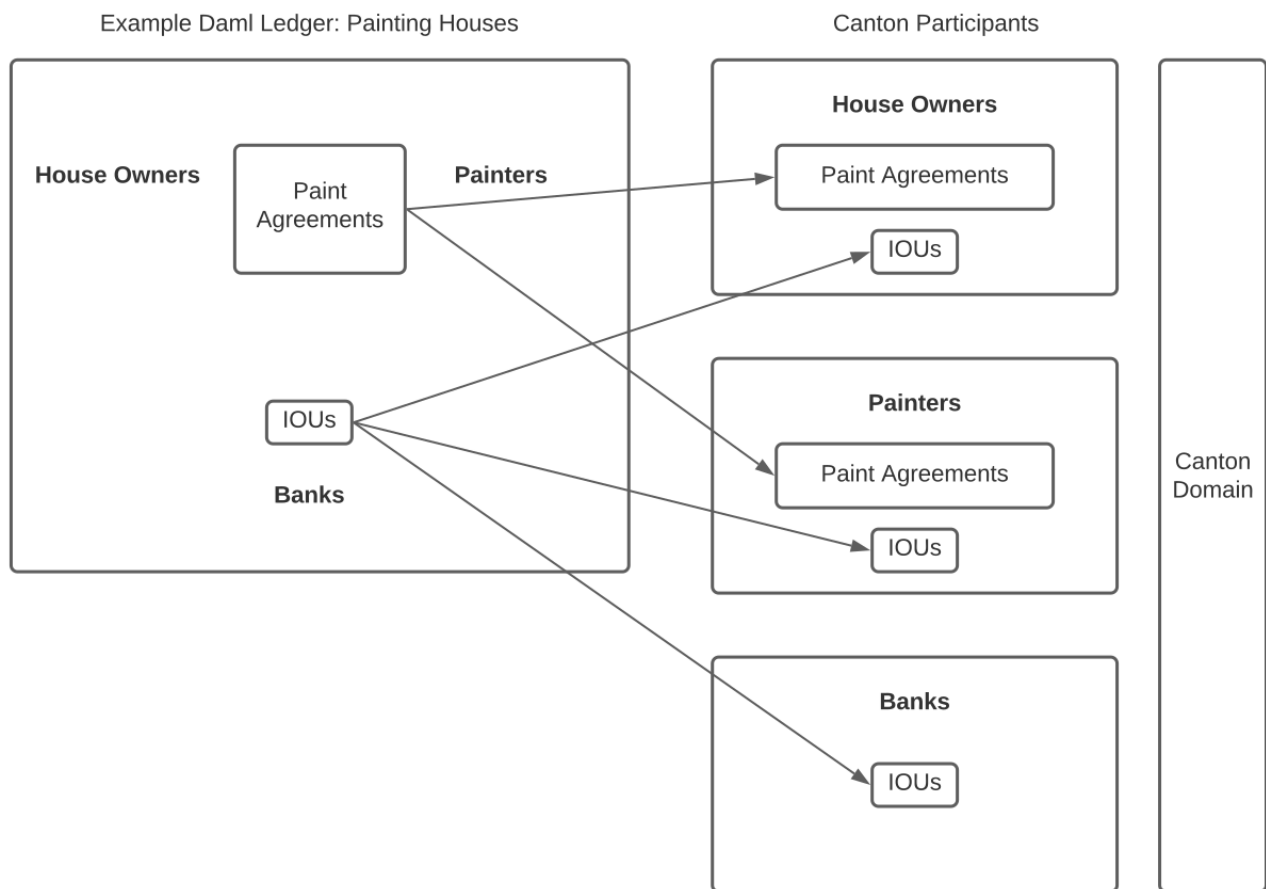 Example Daml Ledger: Painting Houses
Canton Participants
House Owners
Paint
Agreements
Painters
IOUs
Banks
House Owners
Paint Agreements
IOUs
Painters
Paint Agreements
IOUs
Banks
IOUs
Canton
Domain